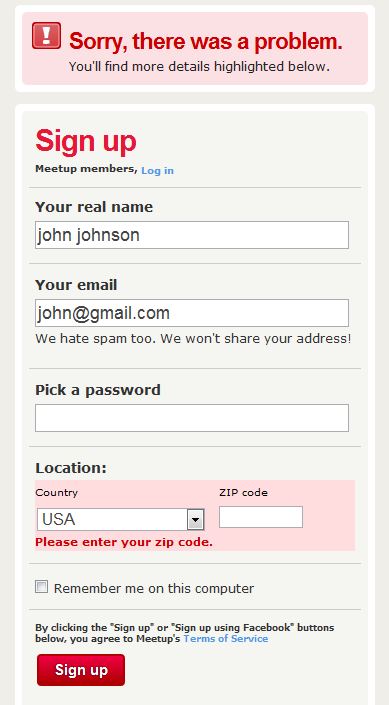 Sorry, there was a problem.
You'll find more details highlighted below.
Sign up
Meetup members, Log in
Your real name
john johnson
Your email
john@gmail.com
We hate spam too. We won't share your address!
Pick a password
Location:
Country ZIP code
USA
Please enter your zip code.
Remember me on this computer
By clicking the "Sign up" or "Sign up using Facebook" buttons
below, you agree to Meetup's Terms of Service
Sign up